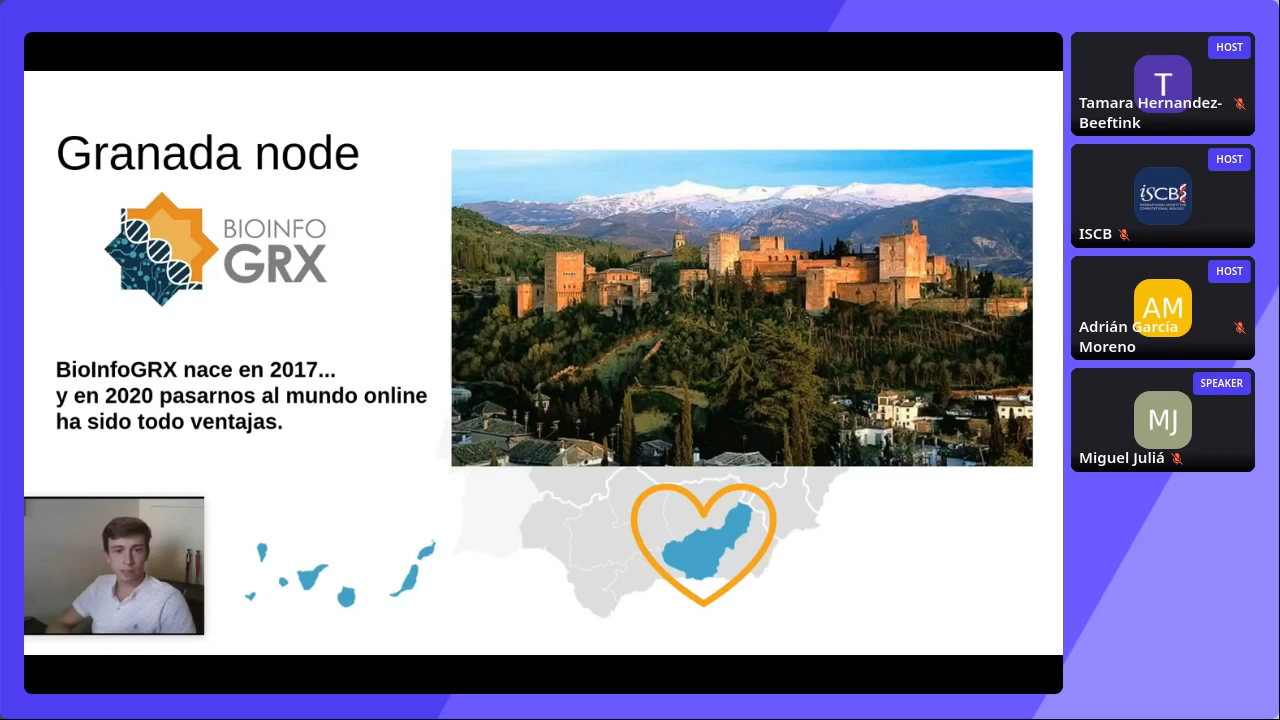 Granada node
BIOINFO
GRX
BioInfoGRX nace en 2017...
y en 2020 pasarnos al mundo online
ha sido todo ventajas.
HOST
T
Tamara Hernandez-
Beeftink
HOST
iSCB
ISCB
HOST
AM
Adrián García
Moreno
SPEAKER
MJ
Miguel Juliá